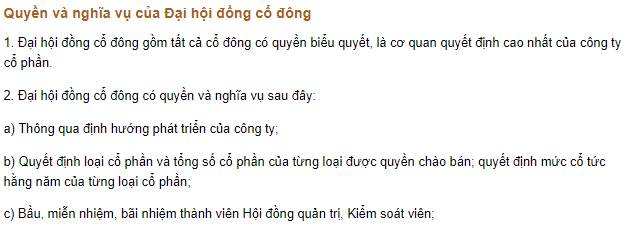 Quyền và nghĩa vụ của Đại hội đồng cổ đông
1. Đại hội đồng cổ đông gồm tất cả cổ đông có quyền biểu quyết, là cơ quan quyết định cao nhất của công ty
cổ phần.
2. Đại hội đồng cổ đông có quyền và nghĩa vụ sau đây:
a) Thông qua định hướng phát triển của công ty;
b) Quyết định loại cổ phần và tổng số cổ phần của từng loại được quyền chào bán; quyết định mức cổ tức
hằng năm của từng loại cổ phần;
c) Bầu, miễn nhiệm, bãi nhiệm thành viên Hội đồng quản trị, Kiểm soát viên;